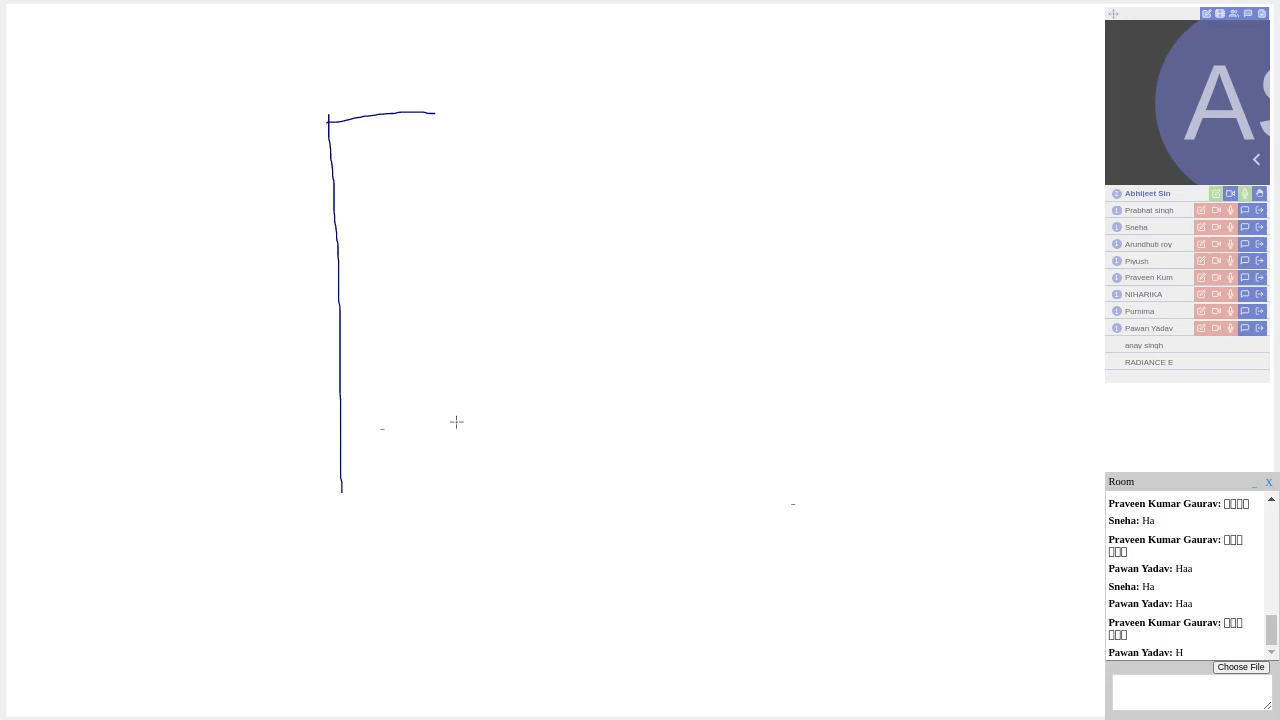 AS
Abhijeet Sin
Prabhat singh
Sneha
Arundhuti roy
Piyush
Praveen Kum
NIHARIKA
Purnima
Pawan Yadav
anay singh
RADIANCE E
Room _ X
Praveen Kumar Gaurav:
Sneha: Ha
Praveen Kumar Gaurav:
Pawan Yadav: Haa
Sneha: Ha
Pawan Yadav: Haa
Praveen Kumar Gaurav:
Pawan Yadav: H
Choose File